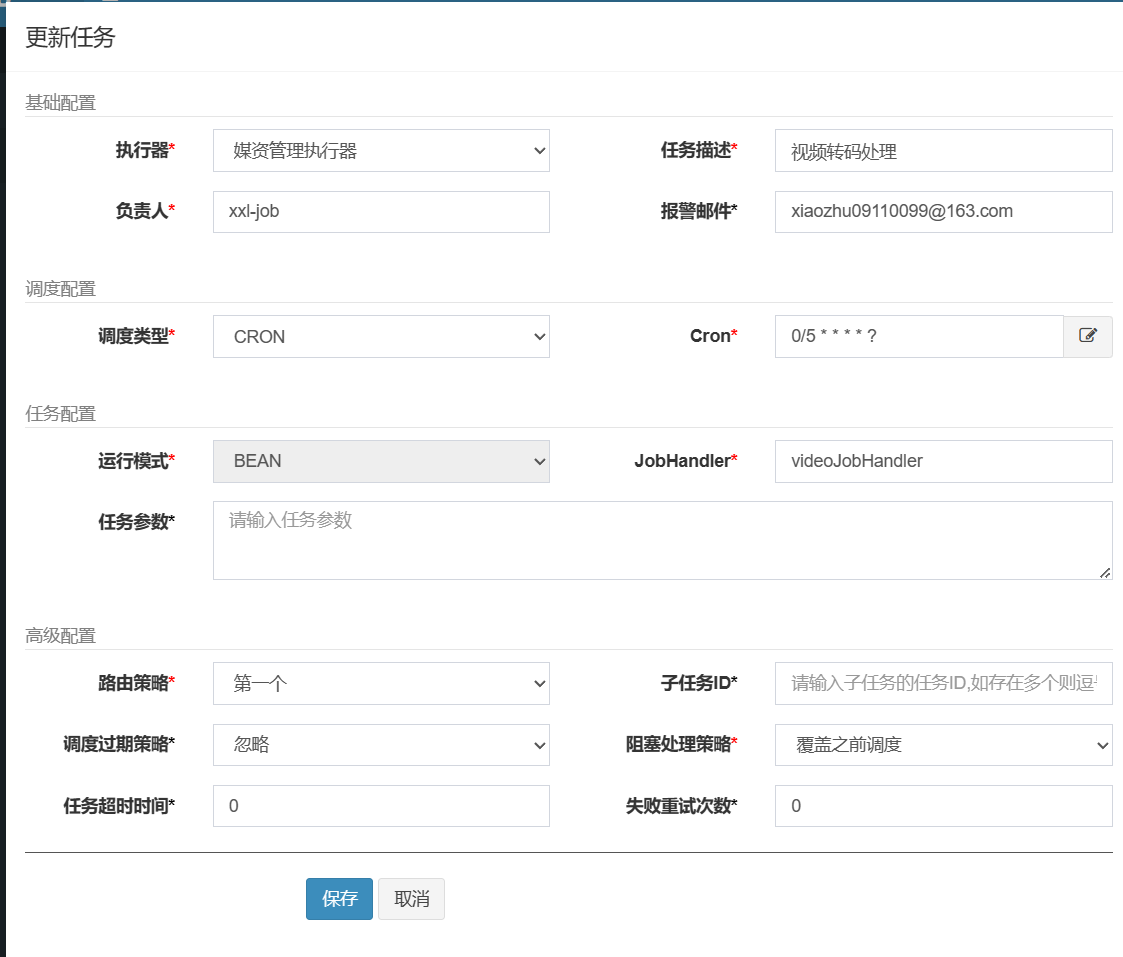 更新任务
基础配置
执行器* 媒资管理执行器 任务描述* 视频转码处理
负责人* xxl-job 报警邮件* xiaozhu09110099@163.com
调度配置
调度类型* CRON Cron* 0/5 * * * * ?
任务配置
运行模式* BEAN JobHandler* videoJobHandler
任务参数* 请输入任务参数
高级配置
路由策略* 第一个 子任务ID* 请输入子任务的任务ID,如存在多个则逗
调度过期策略* 忽略 阻塞处理策略* 覆盖之前调度
任务超时时间* 0 失败重试次数* 0
保存 取消